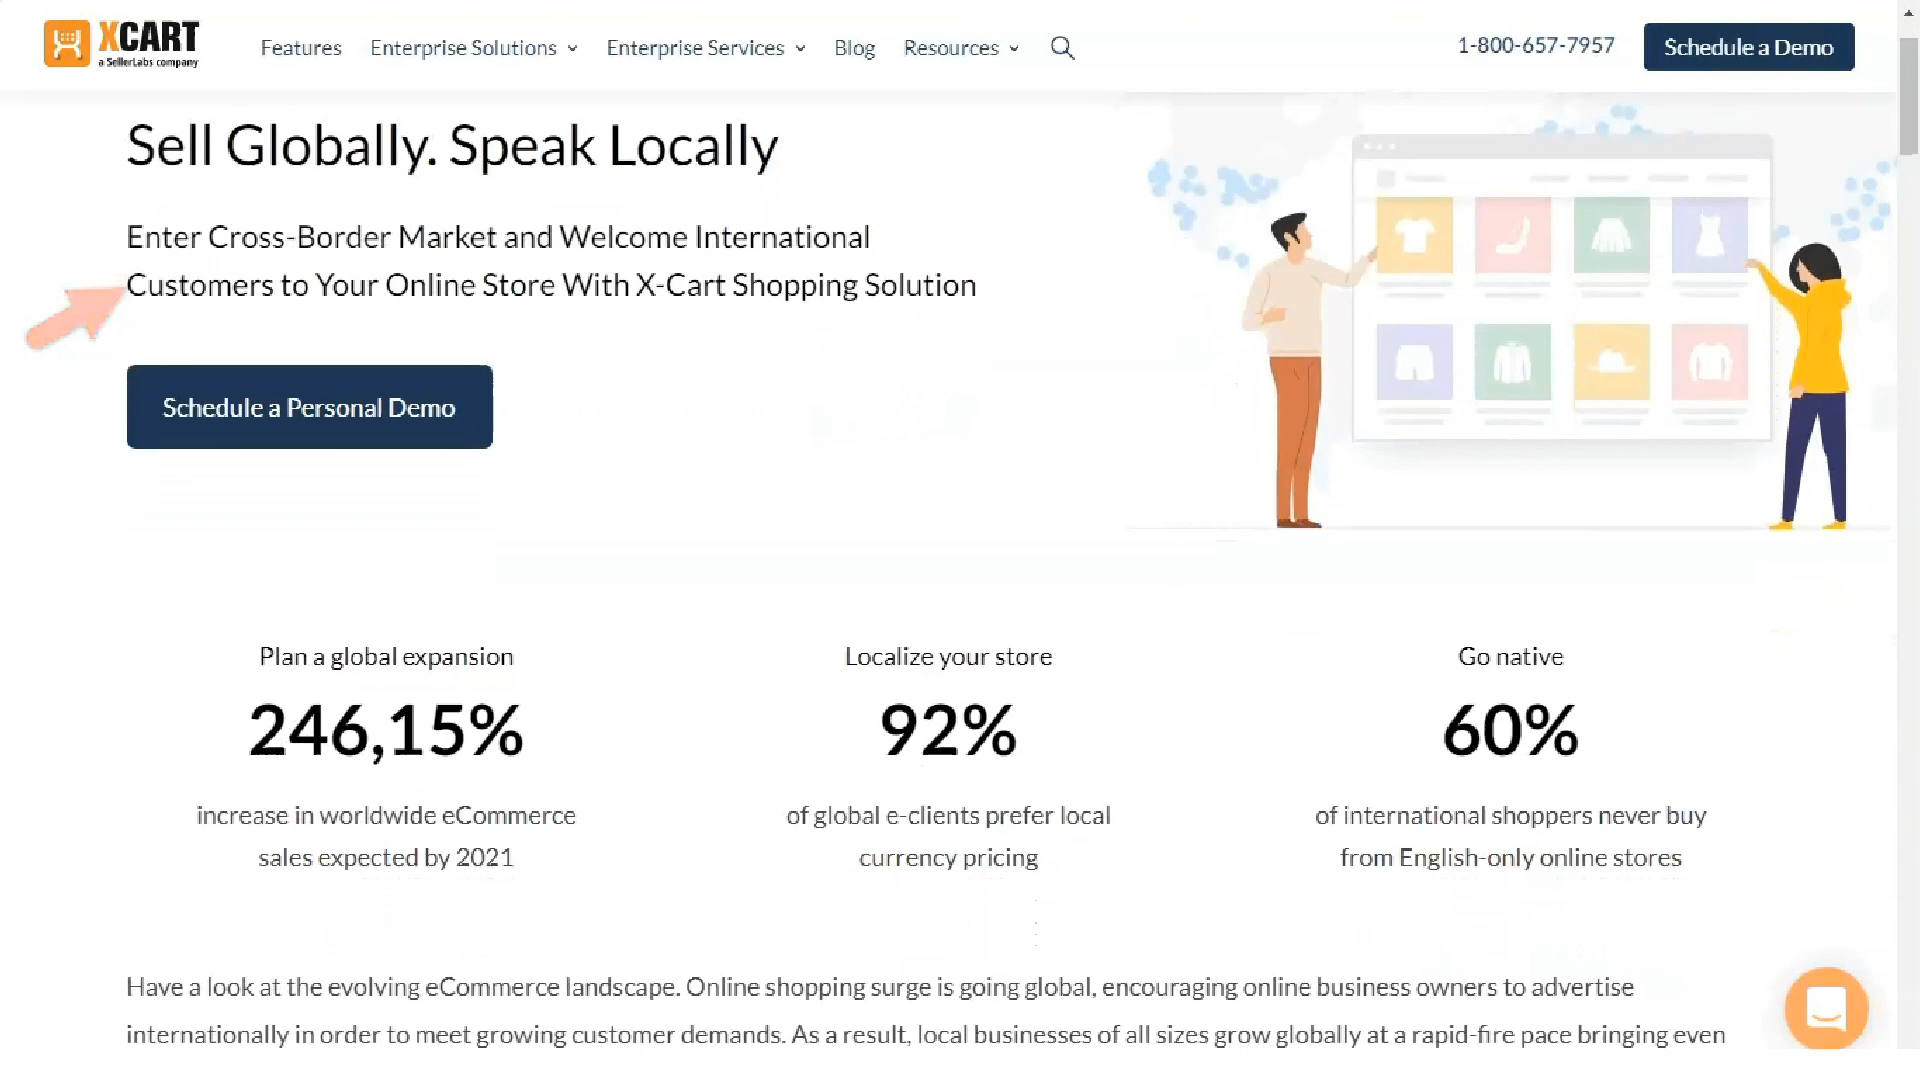 XCART
a SellerLabs company
Features
Enterprise Solutions
Enterprise Services
Blog
Resources
1-800-657-7957
Schedule a Demo
Sell Globally. Speak Locally
Enter Cross-Border Market and Welcome International
Customers to Your Online Store With X-Cart Shopping Solution
Schedule a Personal Demo
Plan a global expansion
246,15%
increase in worldwide eCommerce
sales expected by 2021
Localize your store
92%
of global e-clients prefer local
currency pricing
Go native
60%
of international shoppers never buy
from English-only online stores
Have a look at the evolving eCommerce landscape. Online shopping surge is going global, encouraging online business owners to advertise
internationally in order to meet growing customer demands. As a result, local businesses of all sizes grow globally at a rapid-fire pace bringing even